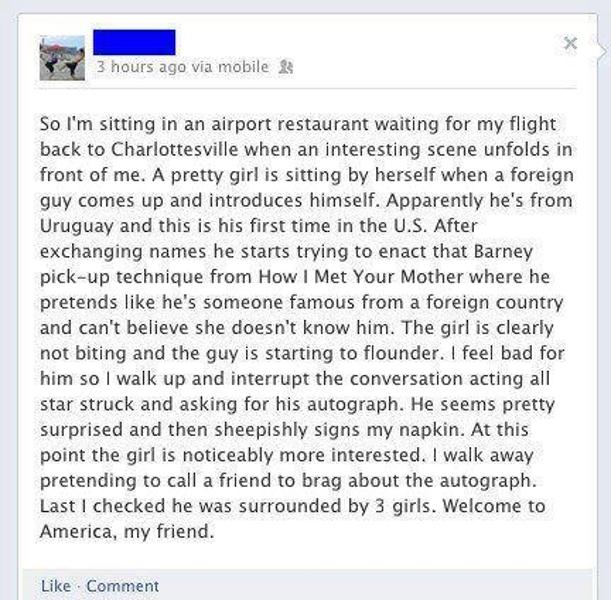 3 hours ago via mobile
So I'm sitting in an airport restaurant waiting for my flight
back to Charlottesville when an interesting scene unfolds in
front of me. A pretty girl is sitting by herself when a foreign
guy comes up and introduces himself. Apparently he's from
Uruguay and this is his first time in the U.S. After
exchanging names he starts trying to enact that Barney
pick-up technique from How I Met Your Mother where he
pretends like he's someone famous from a foreign country
and can't believe she doesn't know him. The girl is clearly
not biting and the guy is starting to flounder. I feel bad for
him so I walk up and interrupt the conversation acting all
star struck and asking for his autograph. He seems pretty
surprised and then sheepishly signs my napkin. At this
point the girl is noticeably more interested. I walk away
pretending to call a friend to brag about the autograph.
Last I checked he was surrounded by 3 girls. Welcome to
America, my friend.
Like · Comment